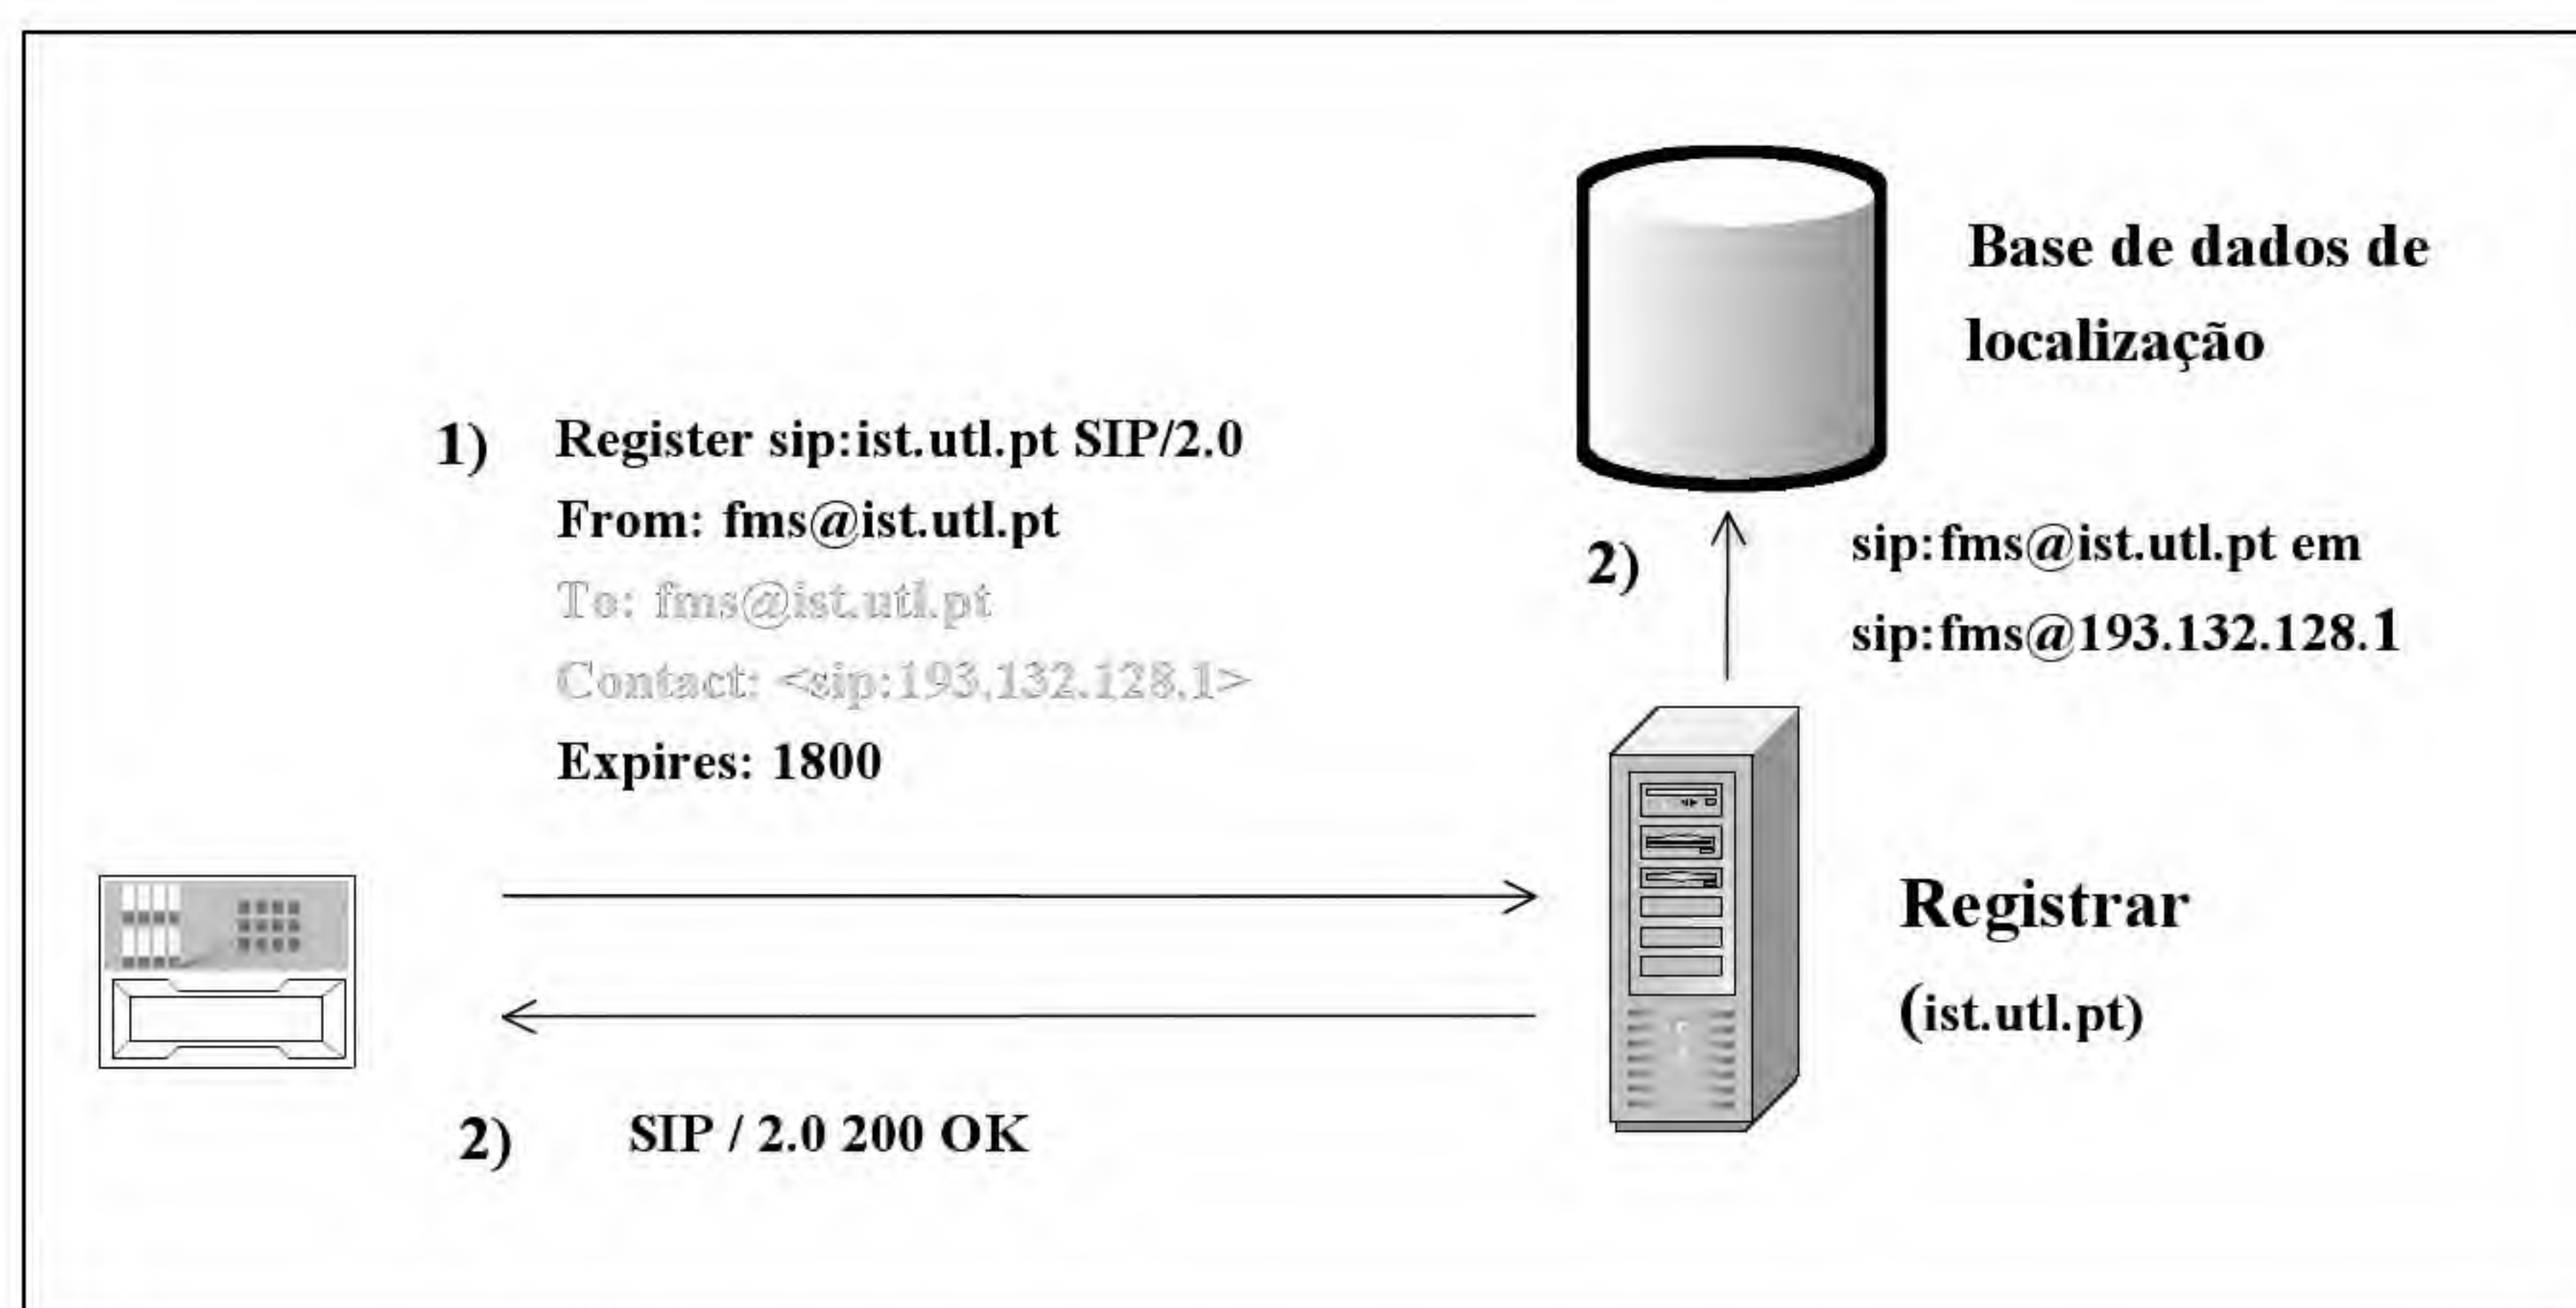 Base de dados de
localização
1) Register sip:ist.utl.pt SIP/2.0
From: fms@ist.utl.pt
To: fms@ist.utl.pt
Contact: <sip:193.132.128.1>
Expires: 1800
2) sip:fms@ist.utl.pt em
sip:fms@193.132.128.1
Registrar
(ist.utl.pt)
2) SIP / 2.0 200 OK